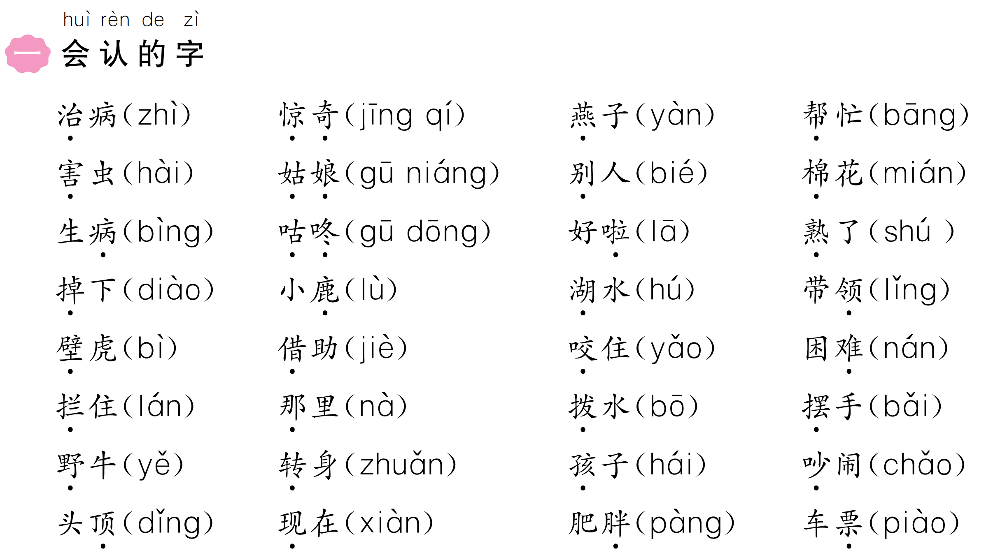 huì rèn de zì
一 会认的字
治病(zhì) 惊奇(jīng qí) 燕子(yàn) 帮忙(bāng)
害虫(hài) 姑娘(gū niáng) 别人(bié) 棉花(mián)
生病(bìng) 咕咚(gū dōng) 好啦(lā) 熟了(shú )
掉下(diào) 小鹿(lù) 湖水(hú) 带领(lǐng)
壁虎(bì) 借助(jiè) 咬住(yǎo) 困难(nán)
拦住(lán) 那里(nà) 拨水(bō) 摆手(bǎi)
野牛(yě) 转身(zhuǎn) 孩子(hái) 吵闹(chǎo)
头顶(dǐng) 现在(xiàn) 肥胖(pàng) 车票(piào)